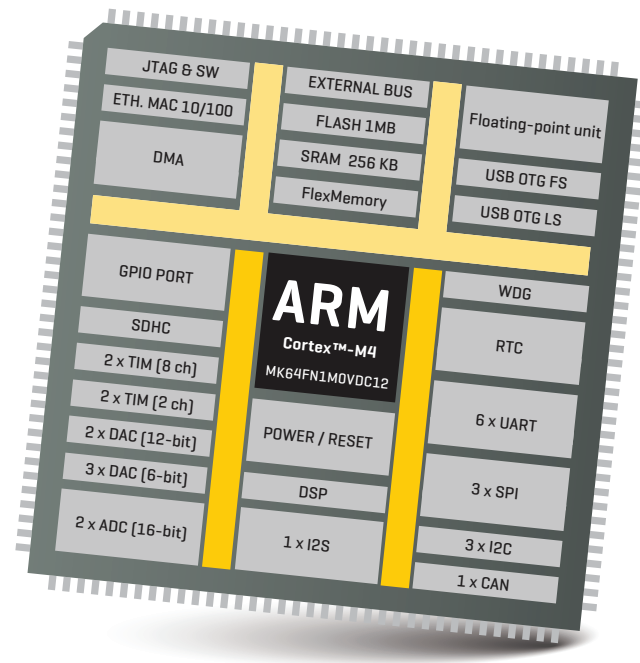 JTAG & SW
ETH. MAC 10/100
DMA
EXTERNAL BUS
FLASH 1MB
SRAM 256 KB
FlexMemory
Floating-point unit
USB OTG FS
USB OTG LS
GPIO PORT
SDHC
2 x TIM (8 ch)
2 x TIM (2 ch)
2 x DAC (12-bit)
3 x DAC (6-bit)
2 x ADC (16-bit)
ARM
Cortex™-M4
MK64FN1M0VDC12
POWER / RESET
DSP
1 x I2S
WDG
RTC
6 x UART
3 x SPI
3 x I2C
1 x CAN